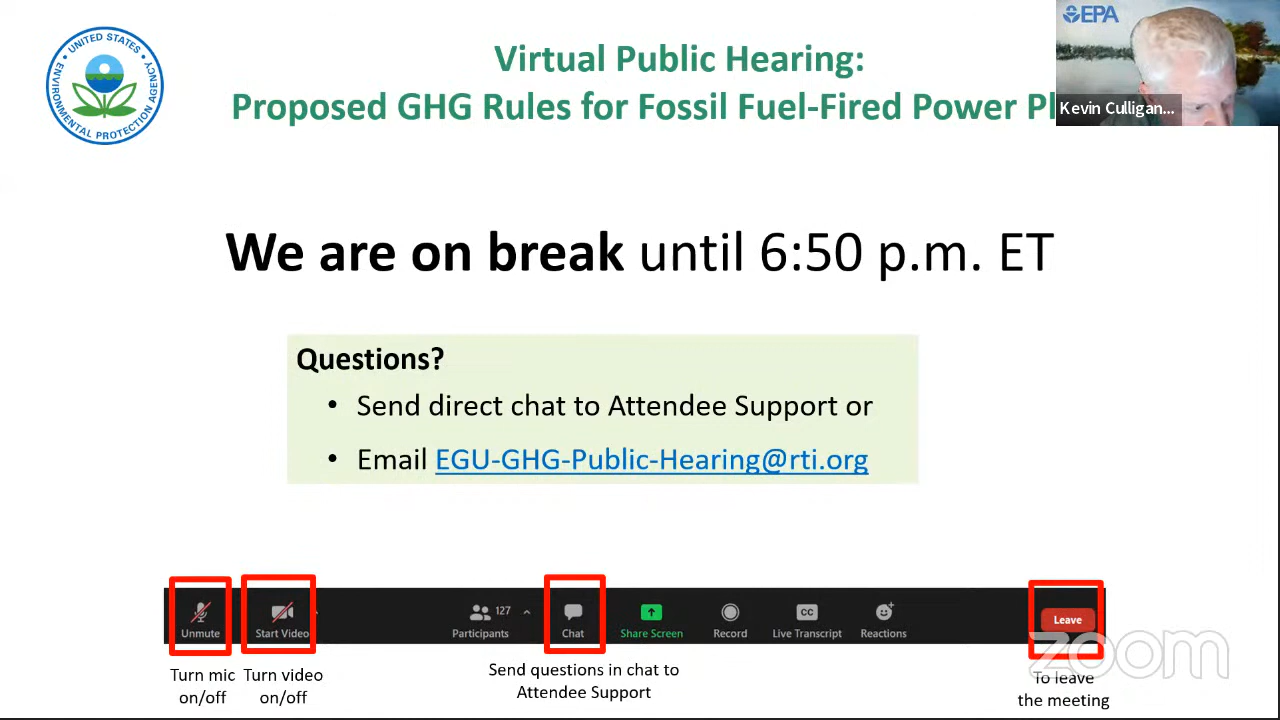 UNITED STATES
ENVIRONMENTAL PROTECTION AGENCY
Virtual Public Hearing:
Proposed GHG Rules for Fossil Fuel-Fired Power Pl
EPA
Kevin Culligan...
We are on break until 6:50 p.m. ET
Questions?
• Send direct chat to Attendee Support or
• Email EGU-GHG-Public-Hearing@rti.org
127
CC
Leave
Unmute
Start Video
Participants
Chat
Share Screen
Record
Live Transcript
Reactions
zoom
Turn mic
on/off
Turn video
on/off
Send questions in chat to
Attendee Support
To leave
the meeting